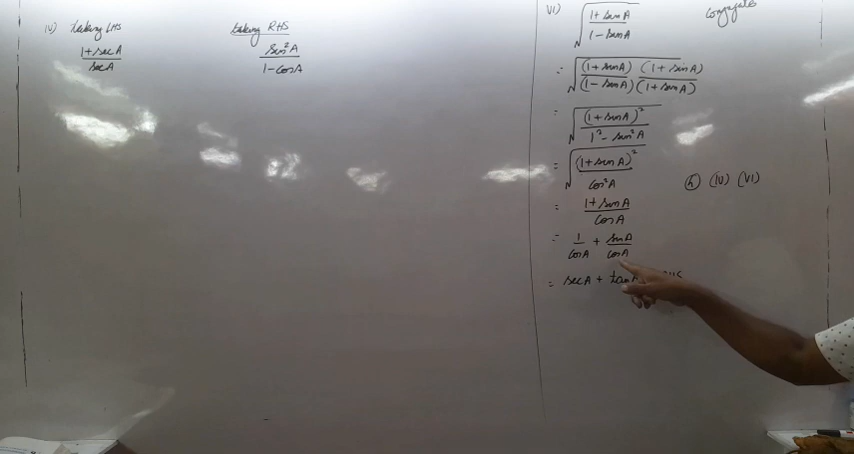 IV) Taking LHS
1+secA
secA
taking RHS
sin²A
1-cosA
VI) √ 1+sinA
1-sinA
conjugate
= √ (1+sinA) (1+sinA)
(1-sinA) (1+sinA)
= √ (1+sinA)²
1²-sin²A
= √ (1+sinA)²
cos²A
= 1+sinA
cosA
= 1 + sinA
cosA cosA
= secA + tanA
(IV) (VI)